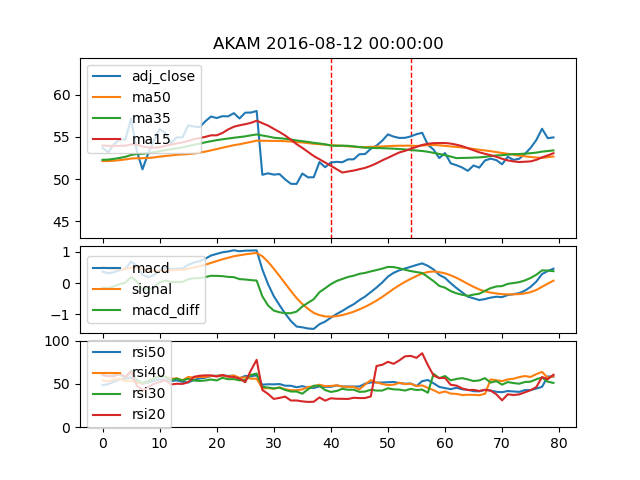 AKAM 2016-08-12 00:00:00
60
55
50
45
adj_close
ma50
ma35
ma15
1
0
−1
macd
signal
macd_diff
100
50
0
rsi50
rsi40
rsi30
rsi20
0 10 20 30 40 50 60 70 80